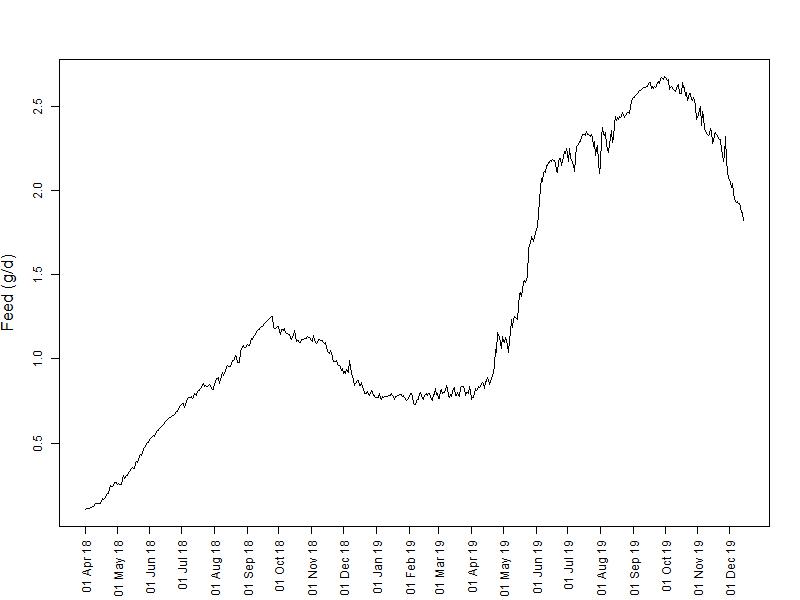 Feed (g/d)
2.5
2.0
1.5
1.0
0.5
01 Apr 18
01 May 18
01 Jun 18
01 Jul 18
01 Aug 18
01 Sep 18
01 Oct 18
01 Nov 18
01 Dec 18
01 Jan 19
01 Feb 19
01 Mar 19
01 Apr 19
01 May 19
01 Jun 19
01 Jul 19
01 Aug 19
01 Sep 19
01 Oct 19
01 Nov 19
01 Dec 19